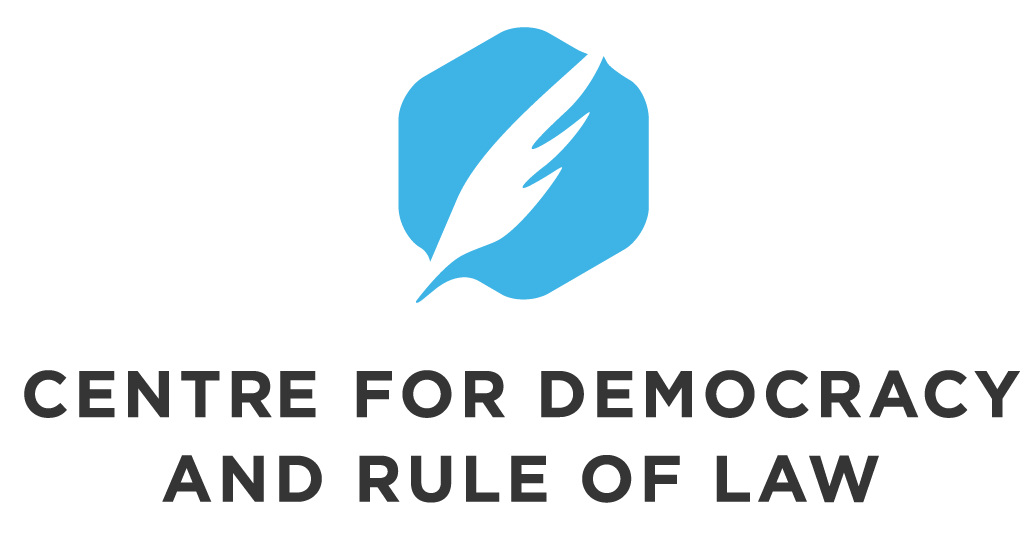 CENTRE FOR DEMOCRACY
AND RULE OF LAW